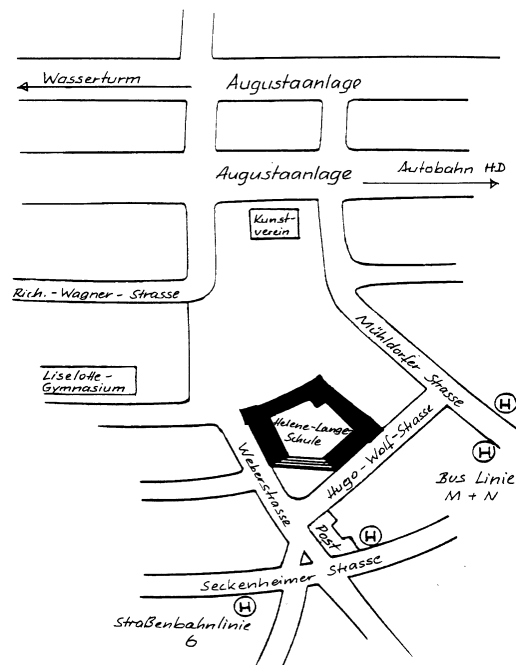 Wasserturm
Augustaanlage
Augustaanlage
Autobahn HD
Kunst-
verein
Rich.-Wagner-Strasse
Mühldorfer Strasse
Liselotte-
Gymnasium
H
Helene-Lange
Schule
Hugo-Wolf-Strasse
Weberstrasse
H
Bus Linie
M + N
Post
H
Seckenheimer Strasse
H
Straßenbahnlinie
6